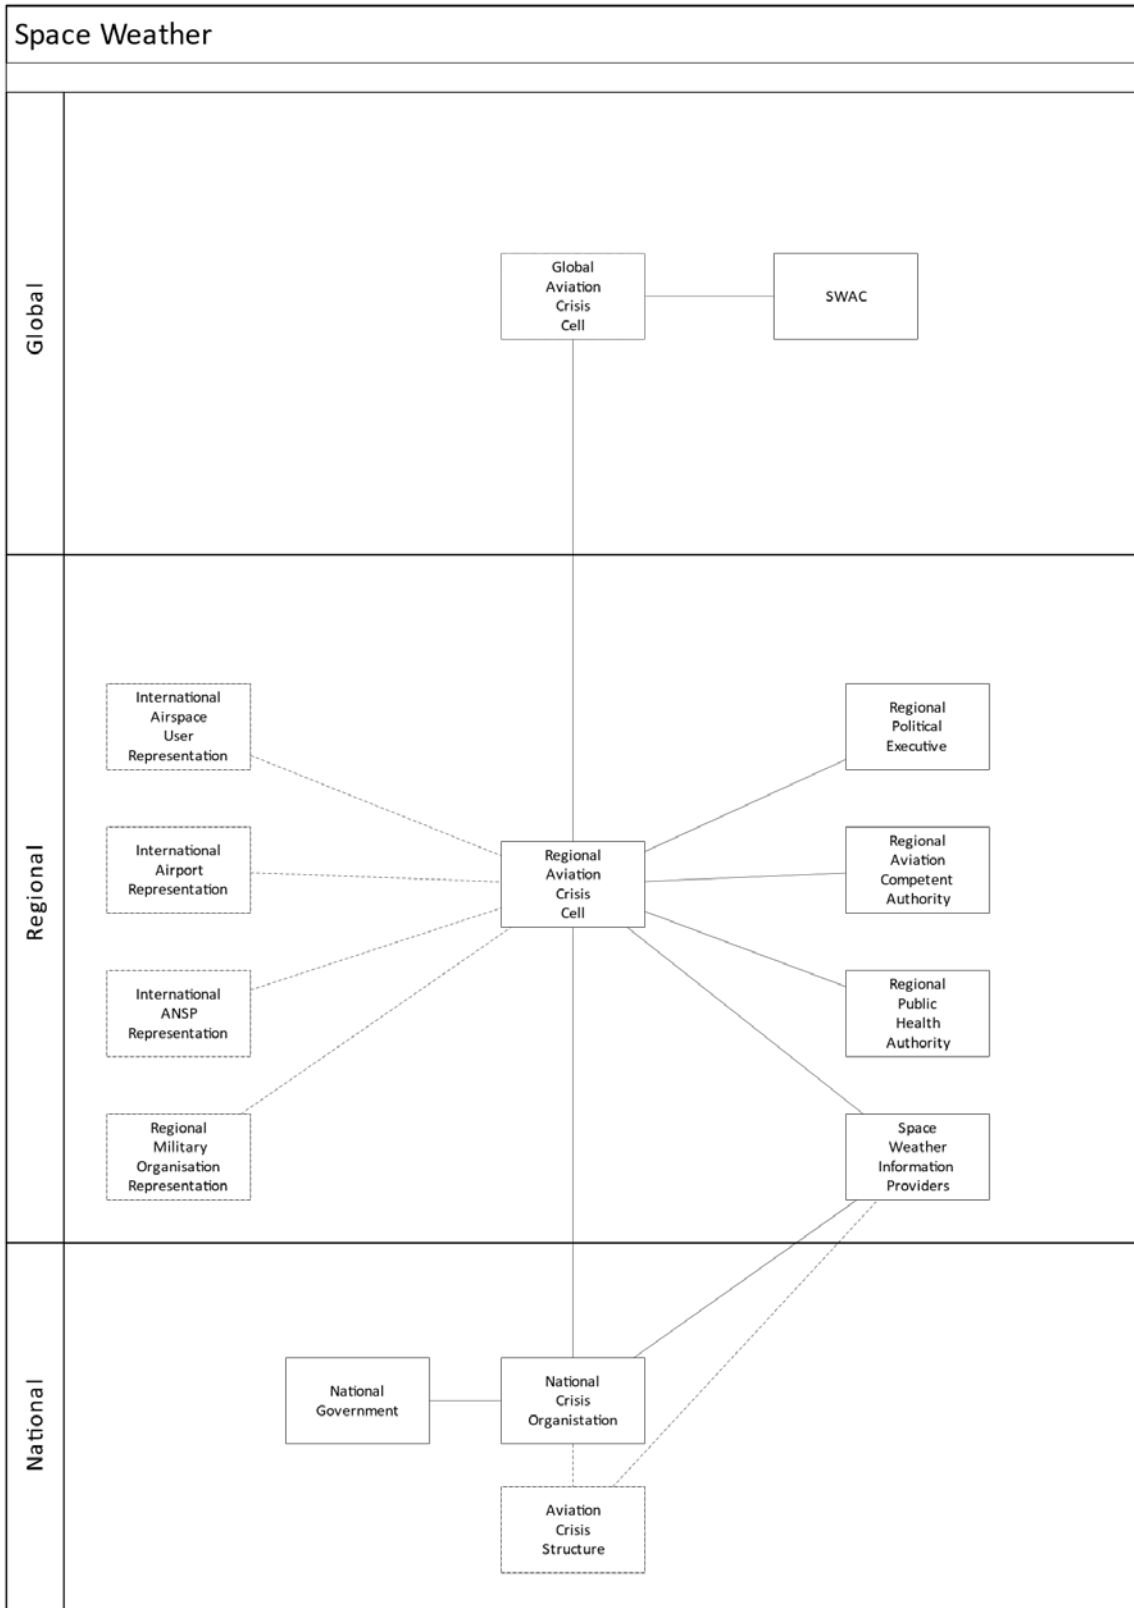 Space Weather
Global
Global
Aviation
Crisis
Cell
SWAC
Regional
International
Airspace
User
Representation
Regional
Political
Executive
International
Airport
Representation
Regional
Aviation
Crisis
Cell
Regional
Aviation
Competent
Authority
International
ANSP
Representation
Regional
Public
Health
Authority
Regional
Military
Organisation
Representation
Space
Weather
Information
Providers
National
National
Government
National
Crisis
Organistation
Aviation
Crisis
Structure